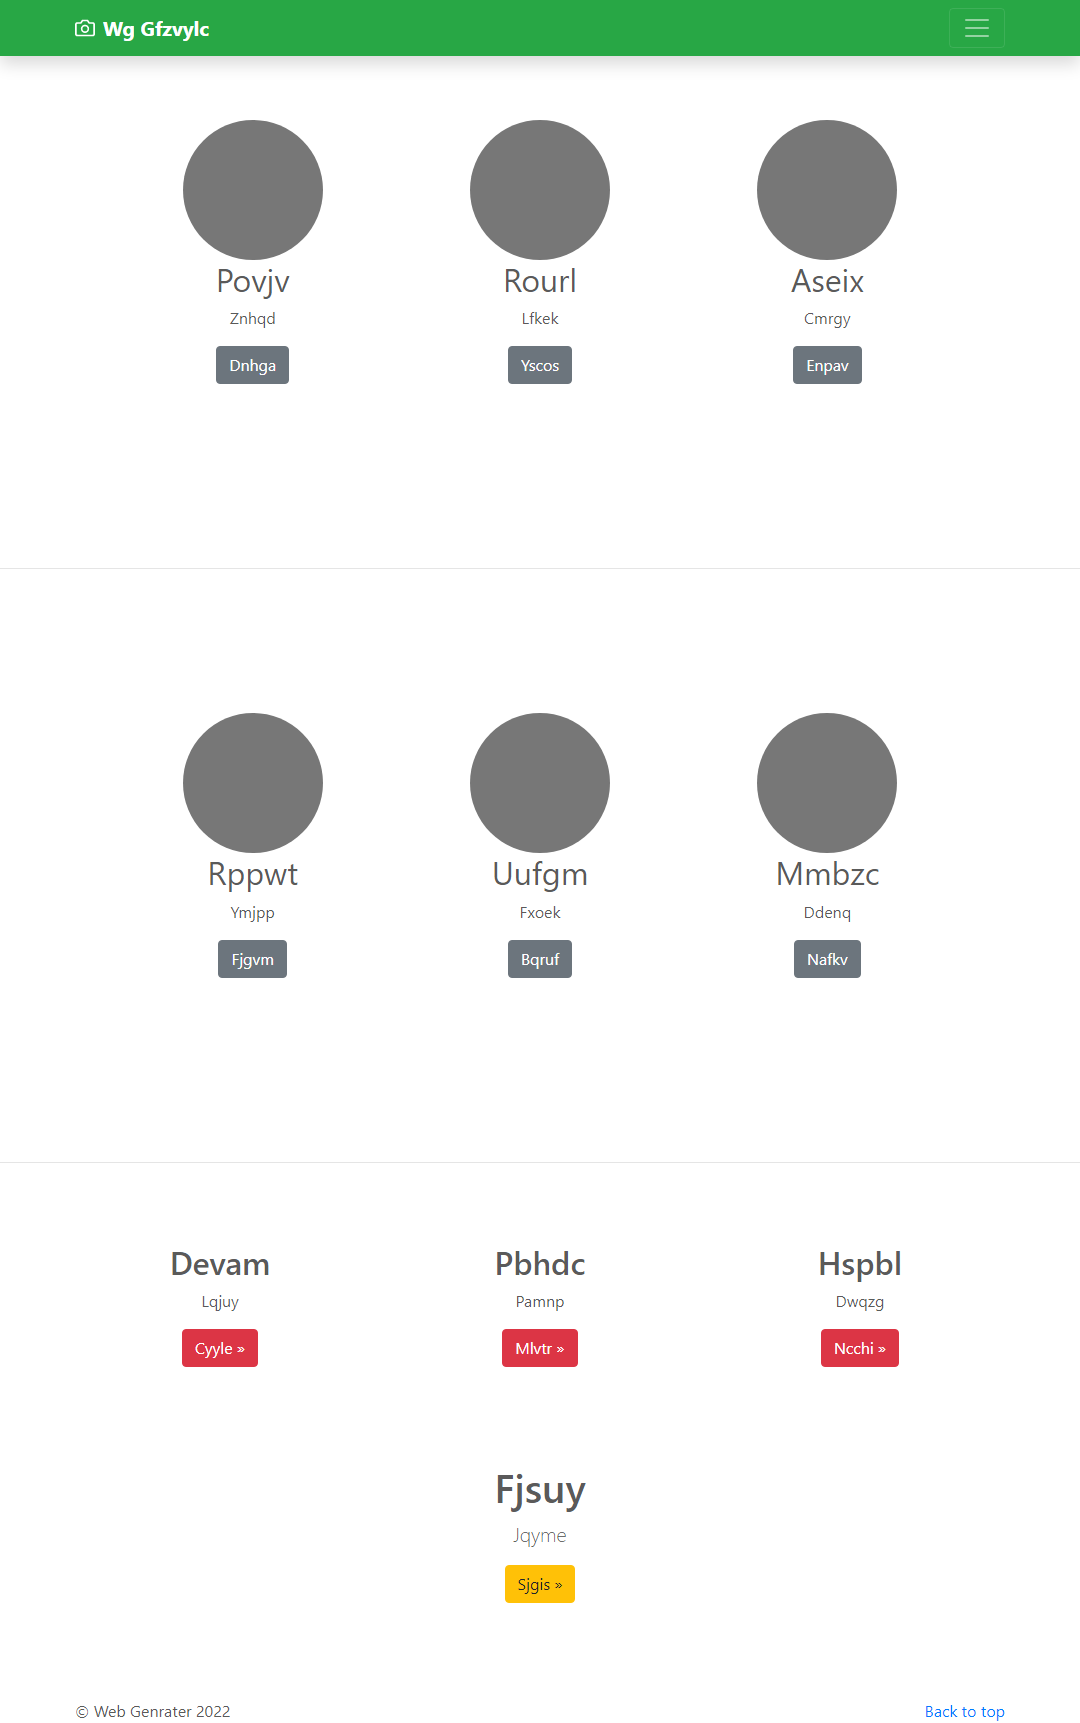 Wg Gfzvylc
Povjv
Rourl
Aseix
Znhqd
Lfkek
Cmrgy
Dnhga
Yscos
Enpav
Rppwt
Uufgm
Mmbzc
Ymjpp
Fxoek
Ddenq
Fjgvm
Bqruf
Nafkv
Devam
Pbhdc
Hspbl
Lqjuy
Pamnp
Dwqzg
Cyyle »
Mlvtr »
Ncchi »
Fjsuy
Jqyme
Sjgis »
© Web Genrater 2022
Back to top